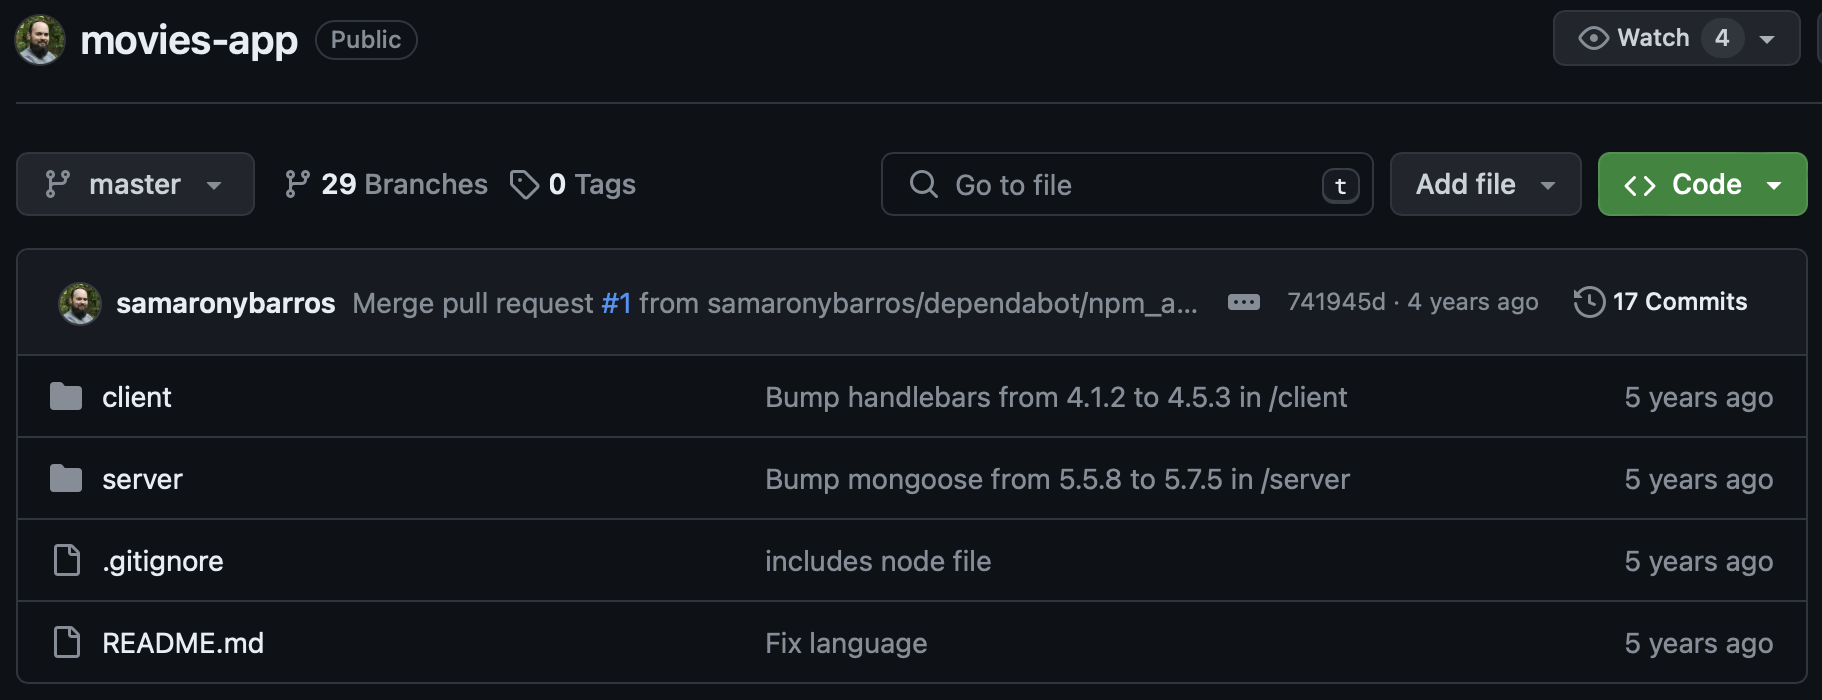 movies-app Public Watch 4
master 29 Branches 0 Tags Go to file t Add file Code
samaronybarros Merge pull request #1 from samaronybarros/dependabot/npm_a... 741945d · 4 years ago 17 Commits
client Bump handlebars from 4.1.2 to 4.5.3 in /client 5 years ago
server Bump mongoose from 5.5.8 to 5.7.5 in /server 5 years ago
.gitignore includes node file 5 years ago
README.md Fix language 5 years ago